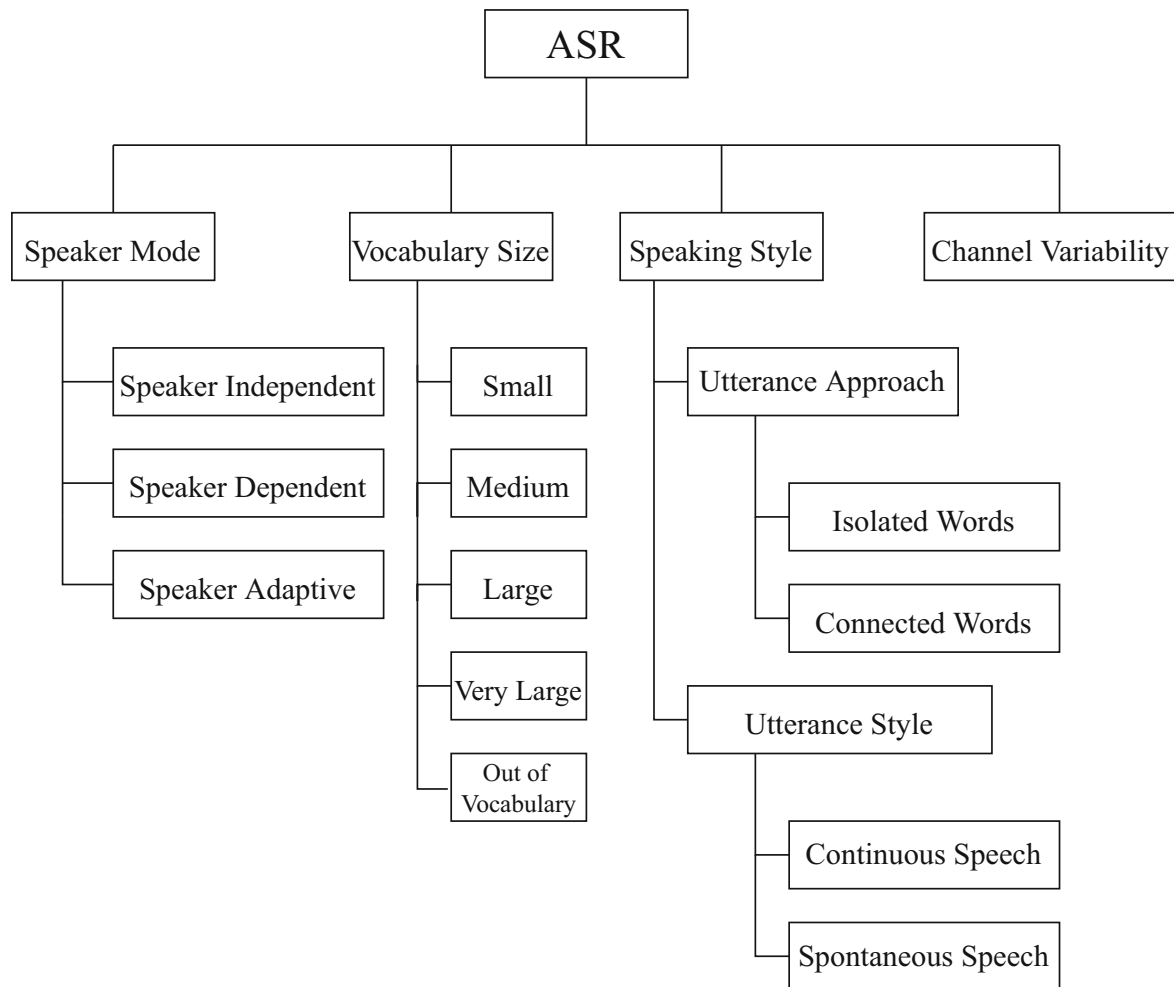 ASR
Speaker Mode
Vocabulary Size
Speaking Style
Channel Variability
Speaker Independent
Speaker Dependent
Speaker Adaptive
Small
Medium
Large
Very Large
Out of
Vocabulary
Utterance Approach
Isolated Words
Connected Words
Utterance Style
Continuous Speech
Spontaneous Speech